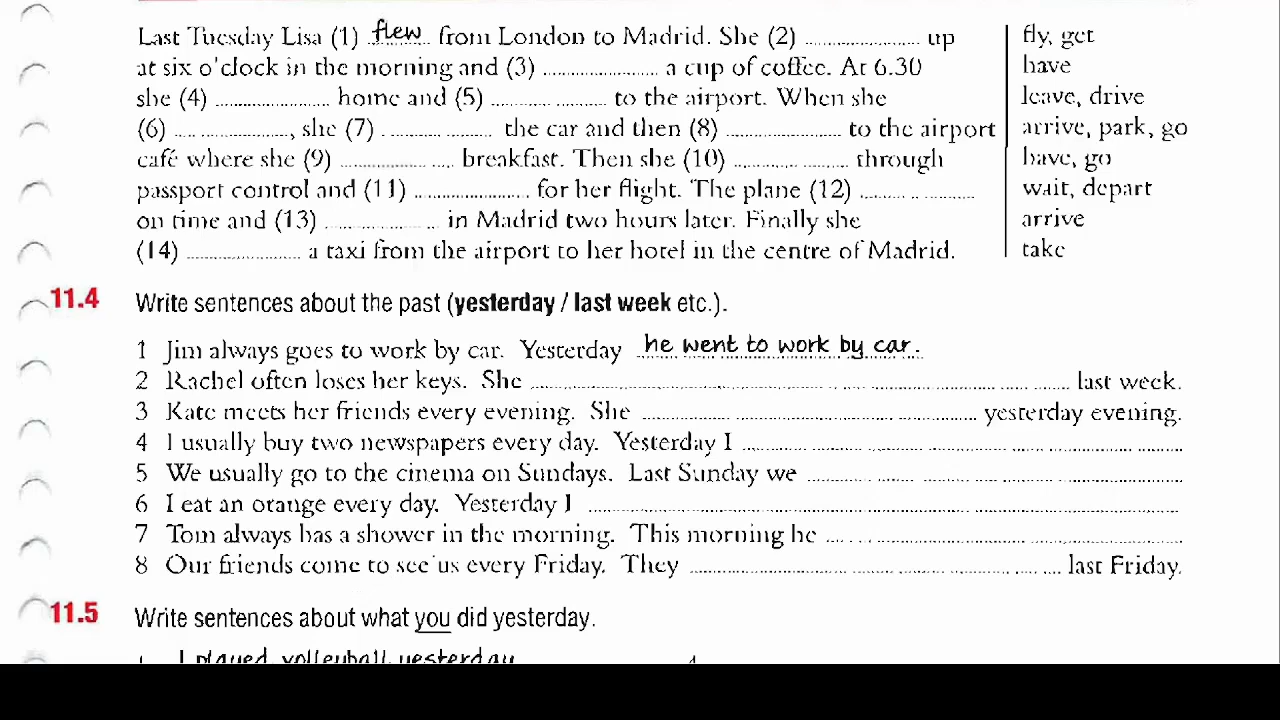 Last Tuesday Lisa (1) flew from London to Madrid. She (2) .................... up fly, get
at six o'clock in the morning and (3) .................... a cup of coffee. At 6.30 have
she (4) .................... home and (5) .................... to the airport. When she leave, drive
(6) ...................., she (7) .................... the car and then (8) .................... to the airport arrive, park, go
café where she (9) .................... breakfast. Then she (10) .................... through have, go
passport control and (11) .................... for her flight. The plane (12) .................... wait, depart
on time and (13) .................... in Madrid two hours later. Finally she arrive
(14) .................... a taxi from the airport to her hotel in the centre of Madrid. take
11.4 Write sentences about the past (yesterday / last week etc.).
1 Jim always goes to work by car. Yesterday he went to work by car.
2 Rachel often loses her keys. She .................... last week.
3 Kate meets her friends every evening. She .................... yesterday evening.
4 I usually buy two newspapers every day. Yesterday I ....................
5 We usually go to the cinema on Sundays. Last Sunday we ....................
6 I eat an orange every day. Yesterday I ....................
7 Tom always has a shower in the morning. This morning he ....................
8 Our friends come to see us every Friday. They .................... last Friday.
11.5 Write sentences about what you did yesterday.
1 I played volleyball yesterday 4